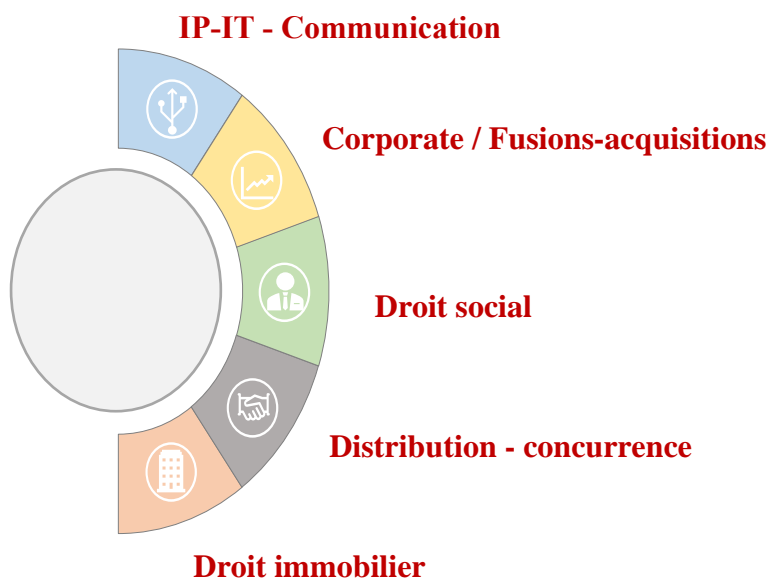 IP-IT - Communication
Corporate / Fusions-acquisitions
Droit social
Distribution - concurrence
Droit immobilier